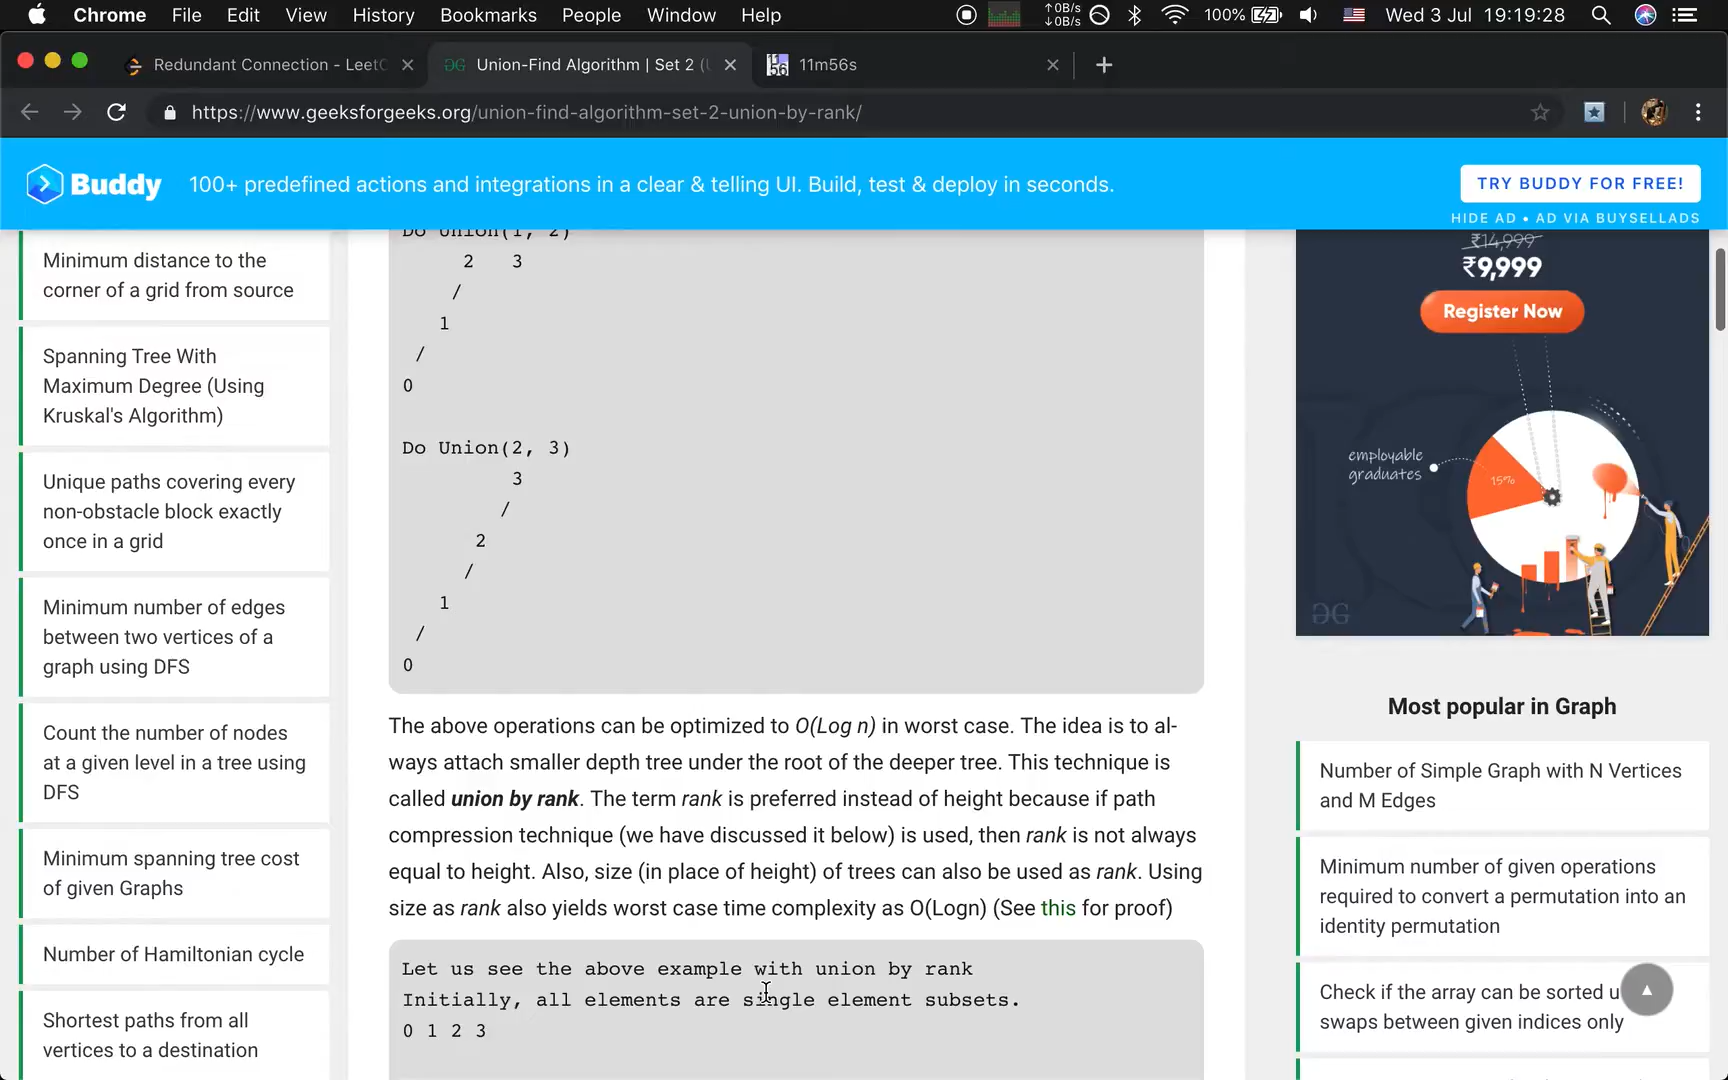 Chrome File Edit View History Bookmarks People Window Help
↑0B/s
↓0B/s
100%
Wed 3 Jul 19:19:28
Redundant Connection - Leet
Union-Find Algorithm | Set 2 (
11m56s
https://www.geeksforgeeks.org/union-find-algorithm-set-2-union-by-rank/
Buddy
100+ predefined actions and integrations in a clear & telling UI. Build, test & deploy in seconds.
TRY BUDDY FOR FREE!
HIDE AD • AD VIA BUYSELLADS
Minimum distance to the
corner of a grid from source
Spanning Tree With
Maximum Degree (Using
Kruskal's Algorithm)
Unique paths covering every
non-obstacle block exactly
once in a grid
Minimum number of edges
between two vertices of a
graph using DFS
Count the number of nodes
at a given level in a tree using
DFS
Minimum spanning tree cost
of given Graphs
Number of Hamiltonian cycle
Shortest paths from all
vertices to a destination
Do Union(1, 2)
2 3
/
1
/
0
Do Union(2, 3)
3
/
2
/
1
/
0
The above operations can be optimized to O(Log n) in worst case. The idea is to al-
ways attach smaller depth tree under the root of the deeper tree. This technique is
called union by rank. The term rank is preferred instead of height because if path
compression technique (we have discussed it below) is used, then rank is not always
equal to height. Also, size (in place of height) of trees can also be used as rank. Using
size as rank also yields worst case time complexity as O(Logn) (See this for proof)
Let us see the above example with union by rank
Initially, all elements are single element subsets.
0 1 2 3
₹14,999
₹9,999
Register Now
employable
graduates
15%
Most popular in Graph
Number of Simple Graph with N Vertices
and M Edges
Minimum number of given operations
required to convert a permutation into an
identity permutation
Check if the array can be sorted u
swaps between given indices only